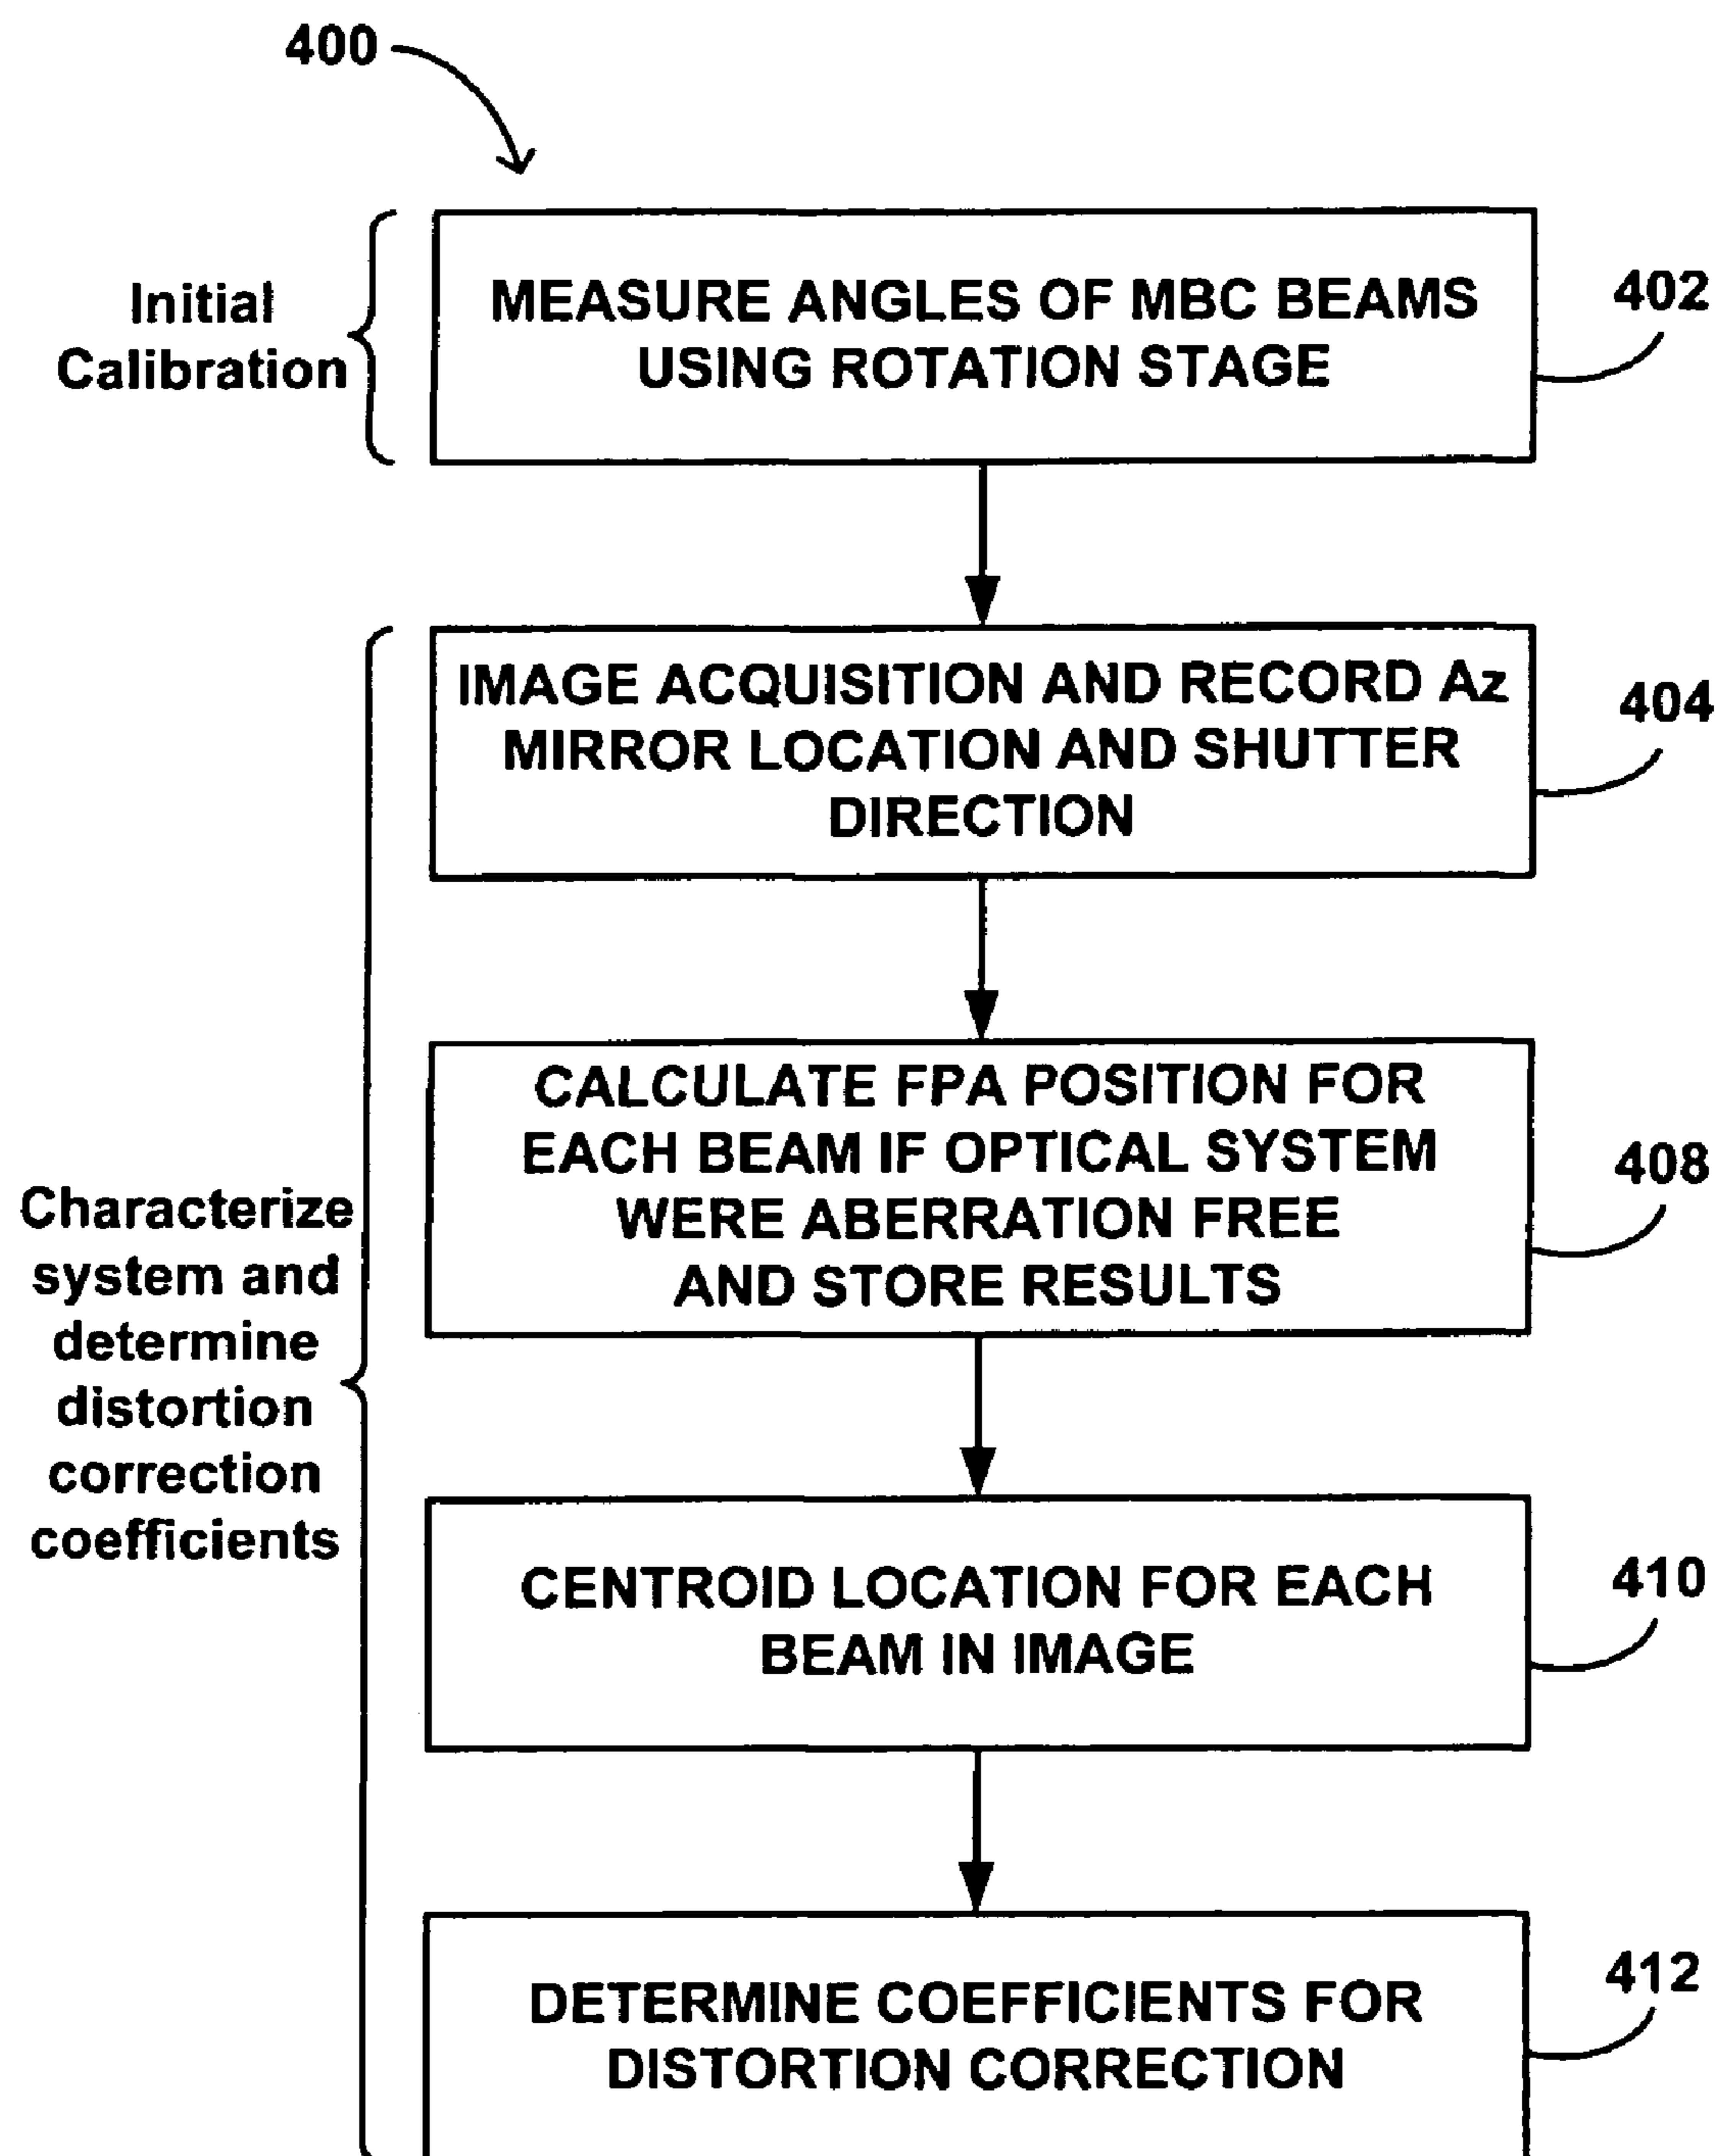 400
Initial
Calibration
MEASURE ANGLES OF MBC BEAMS
USING ROTATION STAGE
402
IMAGE ACQUISITION AND RECORD Az
MIRROR LOCATION AND SHUTTER
DIRECTION
404
Characterize
system and
determine
distortion
correction
coefficients
CALCULATE FPA POSITION FOR
EACH BEAM IF OPTICAL SYSTEM
WERE ABERRATION FREE
AND STORE RESULTS
408
CENTROID LOCATION FOR EACH
BEAM IN IMAGE
410
DETERMINE COEFFICIENTS FOR
DISTORTION CORRECTION
412